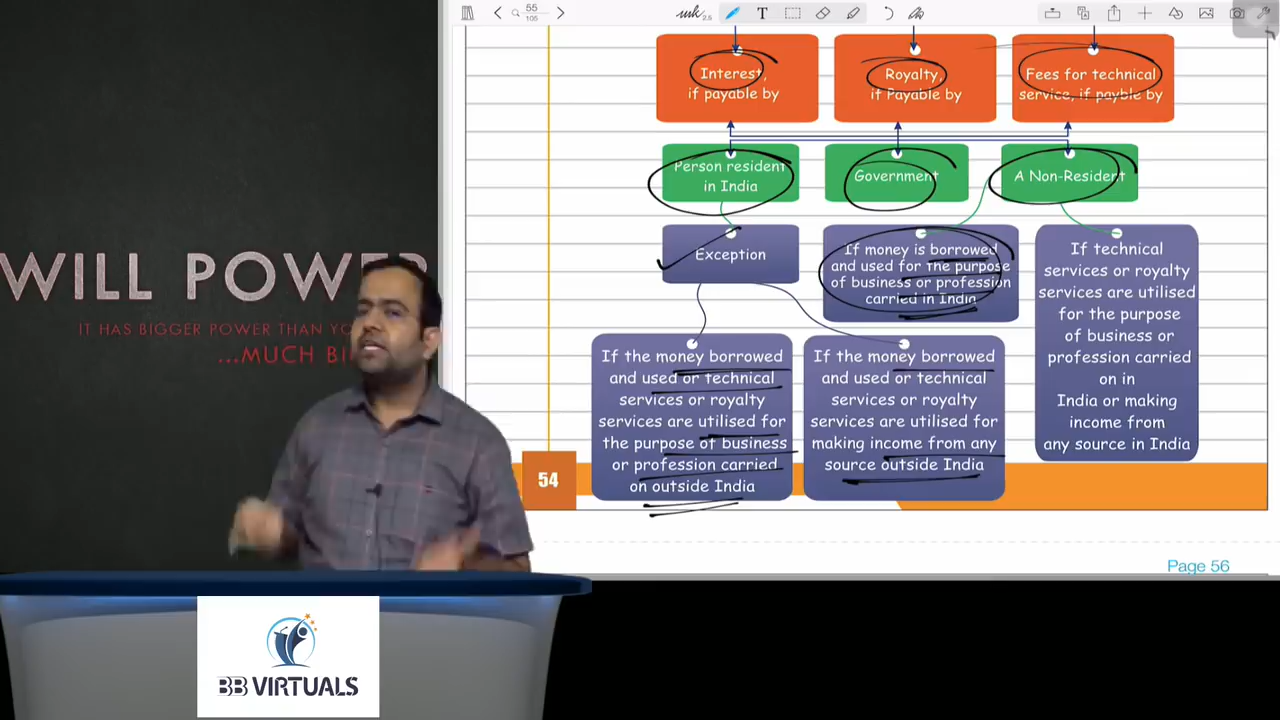 55
105
2.5
T
Interest,
if payable by
Royalty,
if Payable by
Fees for technical
service, if payble by
Person resident
in India
Government
A Non-Resident
Exception
If money is borrowed
and used for the purpose
of business or profession
carried in India
If technical
services or royalty
services are utilised
for the purpose
of business or
profession carried
on in
India or making
income from
any source in India
If the money borrowed
and used or technical
services or royalty
services are utilised for
the purpose of business
or profession carried
on outside India
If the money borrowed
and used or technical
services or royalty
services are utilised for
making income from any
source outside India
54
Page 56
WILL POWER
IT HAS BIGGER POWER THAN
...MUCH
BB VIRTUALS